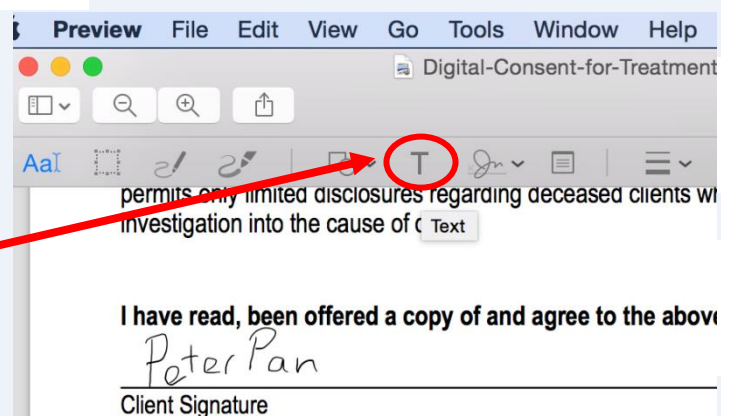 Preview File Edit View Go Tools Window Help
Digital-Consent-for-Treatment
AaI T
permits only limited disclosures regarding deceased clients
investigation into the cause of
Text
I have read, been offered a copy of and agree to the above
Peter Pan
Client Signature